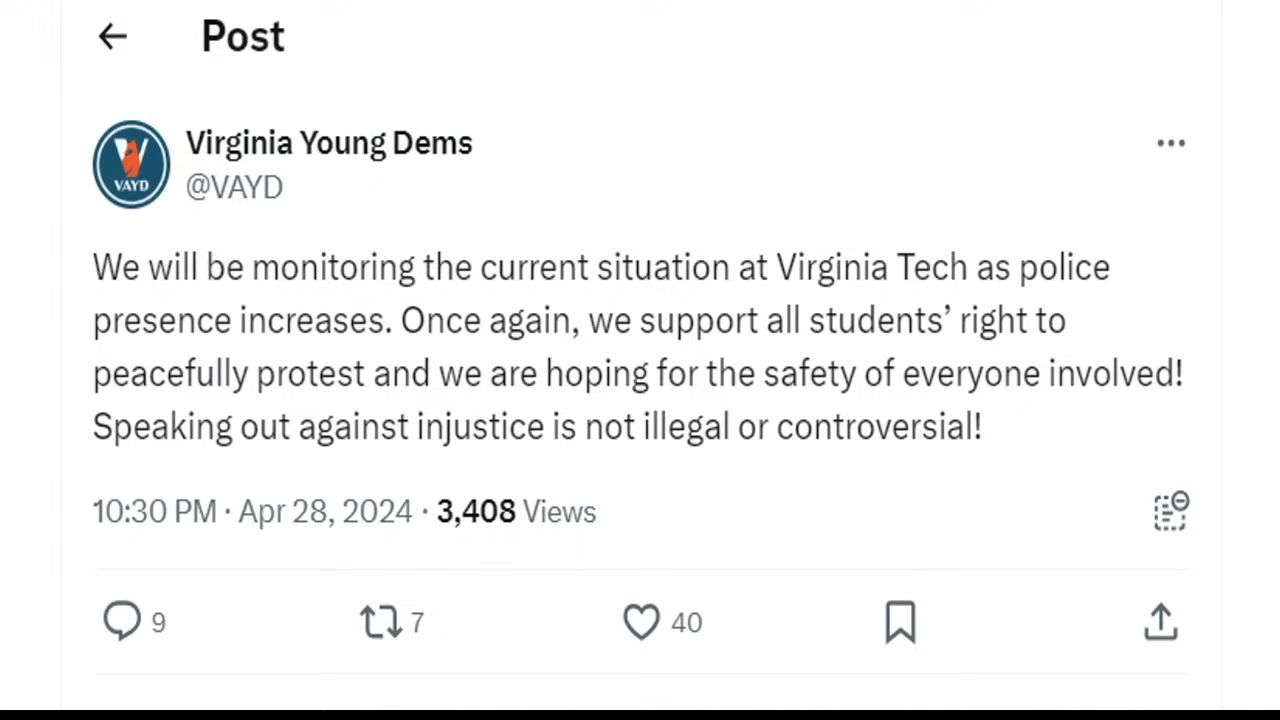 Post
Virginia Young Dems
VAYD
@VAYD
We will be monitoring the current situation at Virginia Tech as police
presence increases. Once again, we support all students’ right to
peacefully protest and we are hoping for the safety of everyone involved!
Speaking out against injustice is not illegal or controversial!
10:30 PM · Apr 28, 2024 · 3,408 Views
9 7 40